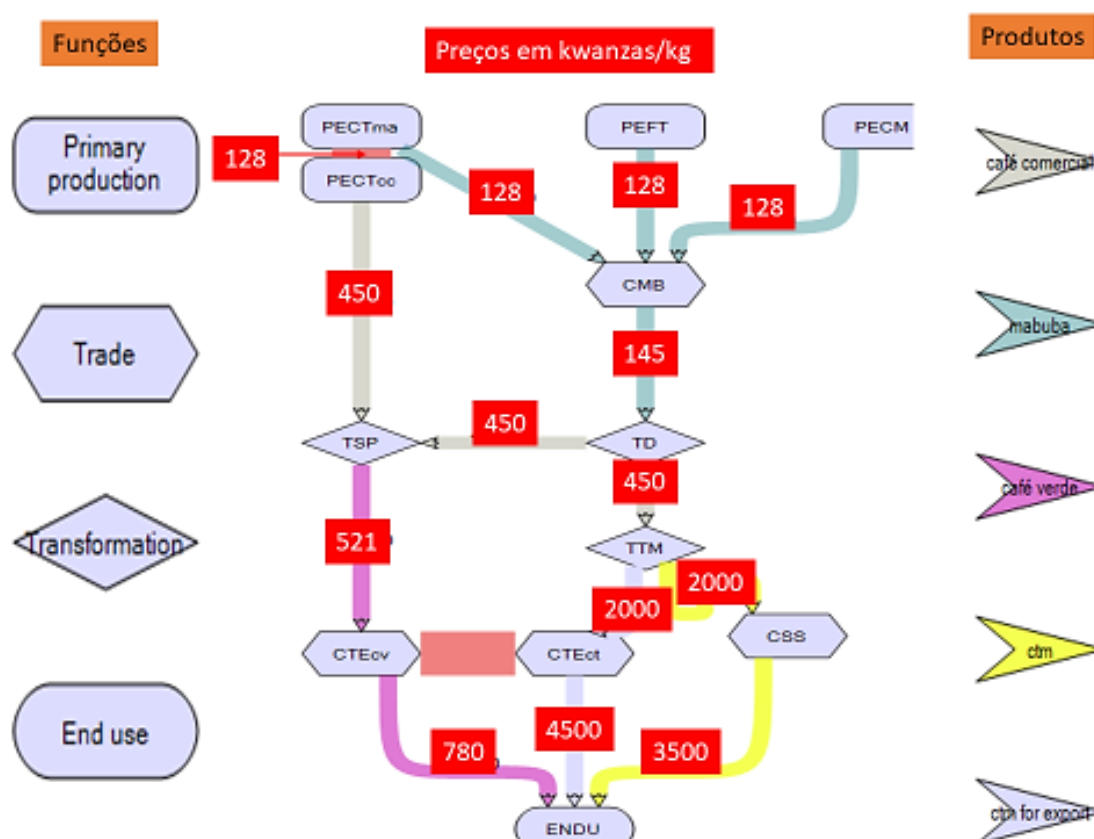 Funções
Preços em kwanzas/kg
Produtos
Primary
production
128
PECTma
PECTcc
PEFT
PECM
café comercial
128
128
128
Trade
450
CMB
145
mabuba
TSP
450
TD
450
café verde
Transformation
521
TTM
2000
2000
CTEcv
CTEct
CSS
ctm
End use
780
4500
3500
ENDU
ctm for export